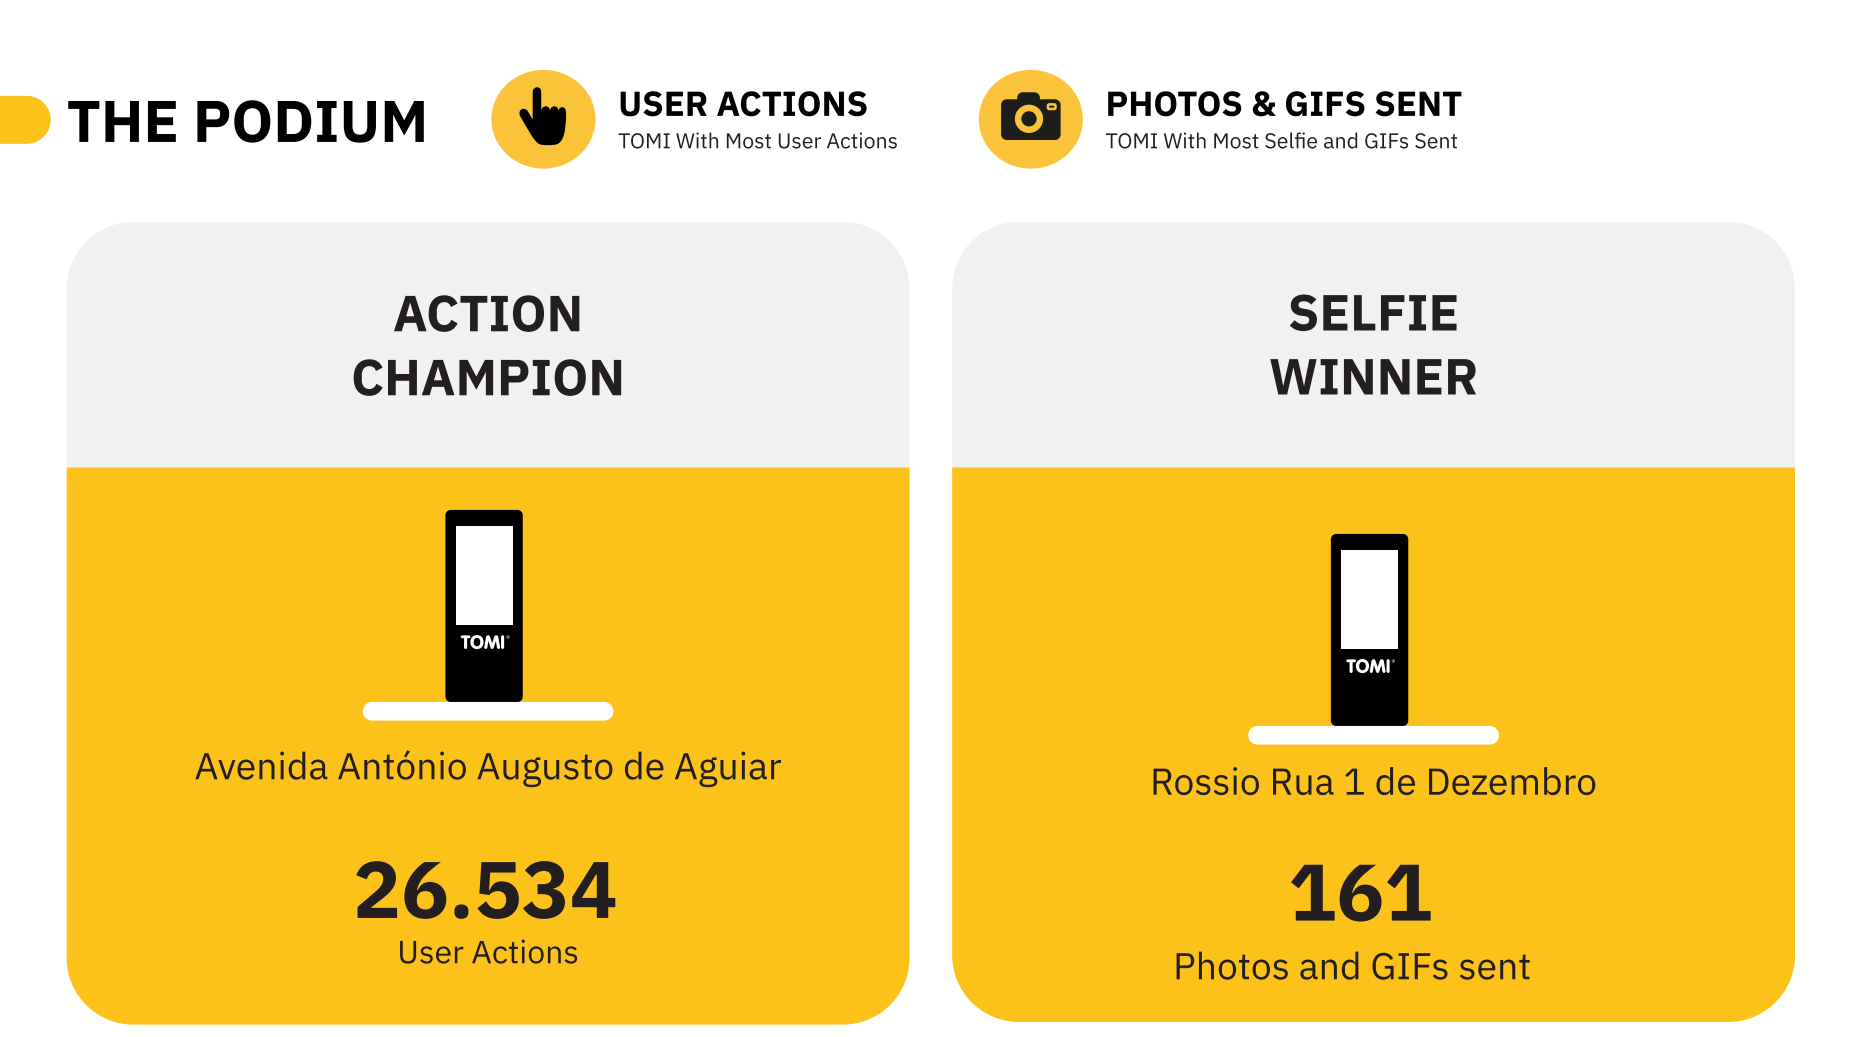 THE PODIUM
USER ACTIONS
TOMI With Most User Actions
PHOTOS & GIFS SENT
TOMI With Most Selfie and GIFs Sent
ACTION
CHAMPION
TOMI®
Avenida António Augusto de Aguiar
26.534
User Actions
SELFIE
WINNER
TOMI®
Rossio Rua 1 de Dezembro
161
Photos and GIFs sent